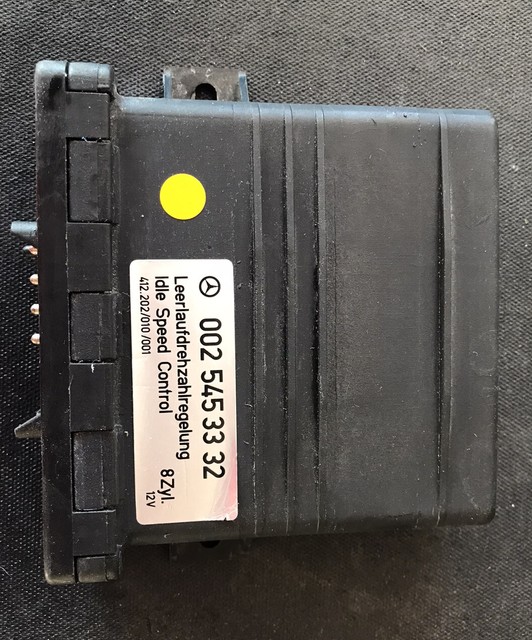 002 545 33 32
Leerlaufdrehzahlregelung
Idle Speed Control 8Zyl.
412.202/010/001 12V